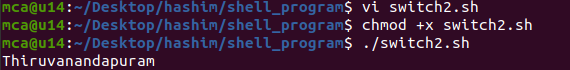 mca@u14:~/Desktop/hashim/shell_program$ vi switch2.sh
mca@u14:~/Desktop/hashim/shell_program$ chmod +x switch2.sh
mca@u14:~/Desktop/hashim/shell_program$ ./switch2.sh
Thiruvanandapuram